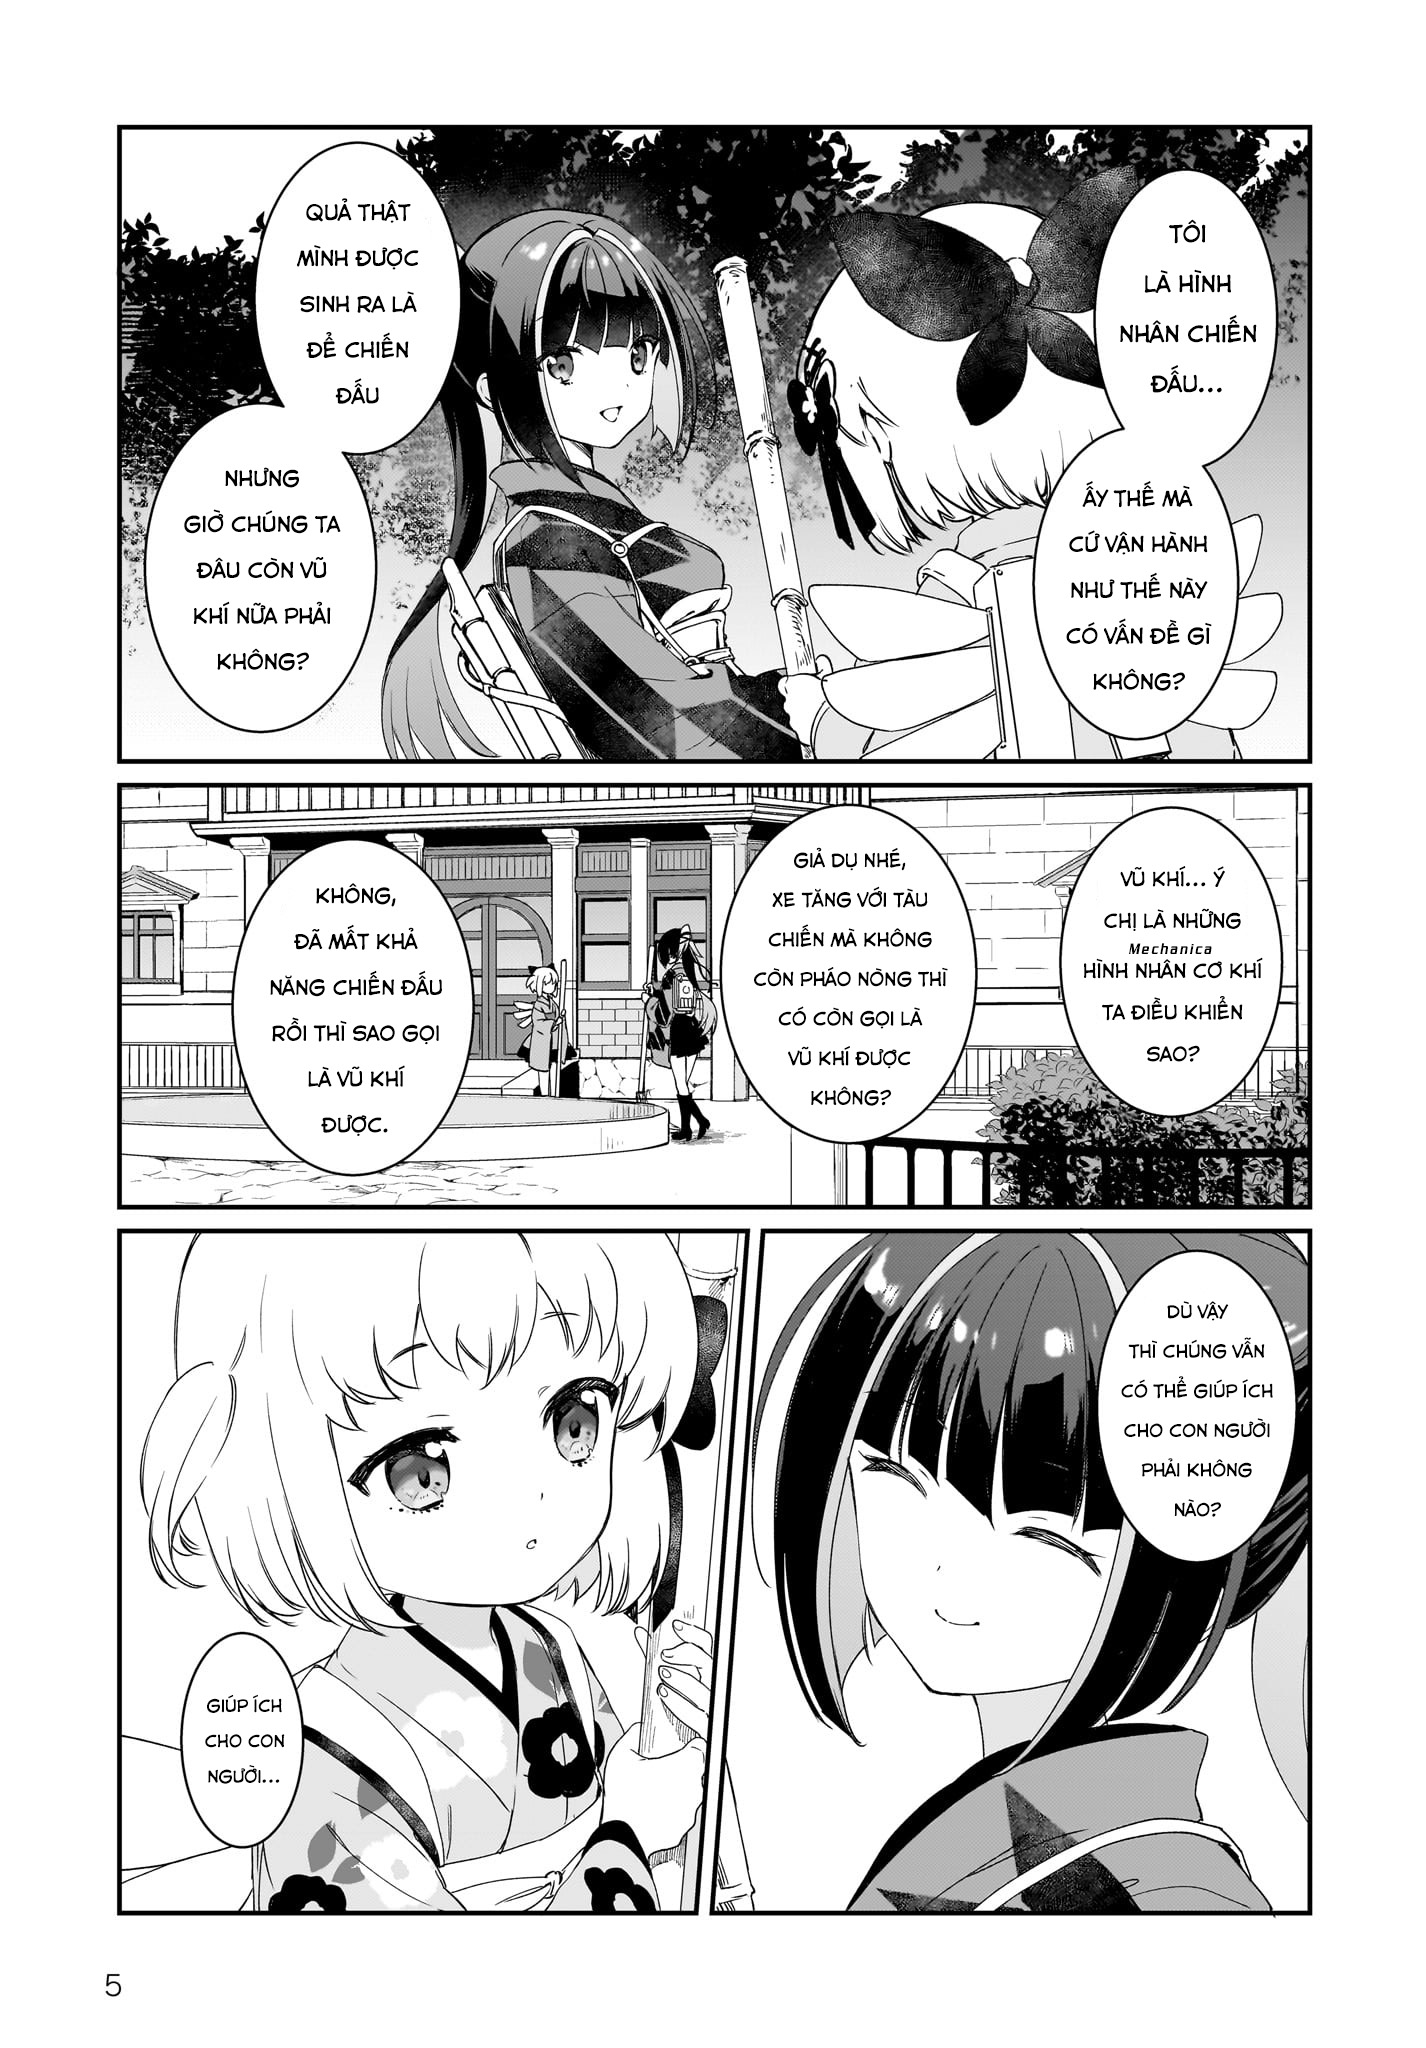 TÔI
LÀ HÌNH
NHÂN CHIẾN
ĐẤU...
ẤY THẾ MÀ
CỨ VẬN HÀNH
NHƯ THẾ NÀY
CÓ VẤN ĐỀ GÌ
KHÔNG?
QUẢ THẬT
MÌNH ĐƯỢC
SINH RA LÀ
ĐỂ CHIẾN
ĐẤU
NHƯNG
GIỜ CHÚNG TA
ĐÂU CÒN VŨ
KHÍ NỮA PHẢI
KHÔNG?
VŨ KHÍ... Ý
CHỊ LÀ NHỮNG
Mechanica
HÌNH NHÂN CƠ KHÍ
TA ĐIỀU KHIỂN
SAO?
GIẢ DỤ NHÉ,
XE TĂNG VỚI TÀU
CHIẾN MÀ KHÔNG
CÒN PHÁO NÒNG THÌ
CÓ CÒN GỌI LÀ
VŨ KHÍ ĐƯỢC
KHÔNG?
KHÔNG,
ĐÃ MẤT KHẢ
NĂNG CHIẾN ĐẤU
RỒI THÌ SAO GỌI
LÀ VŨ KHÍ
ĐƯỢC.
DÙ VẬY
THÌ CHÚNG VẪN
CÓ THỂ GIÚP ÍCH
CHO CON NGƯỜI
PHẢI KHÔNG
NÀO?
GIÚP ÍCH
CHO CON
NGƯỜI...
5